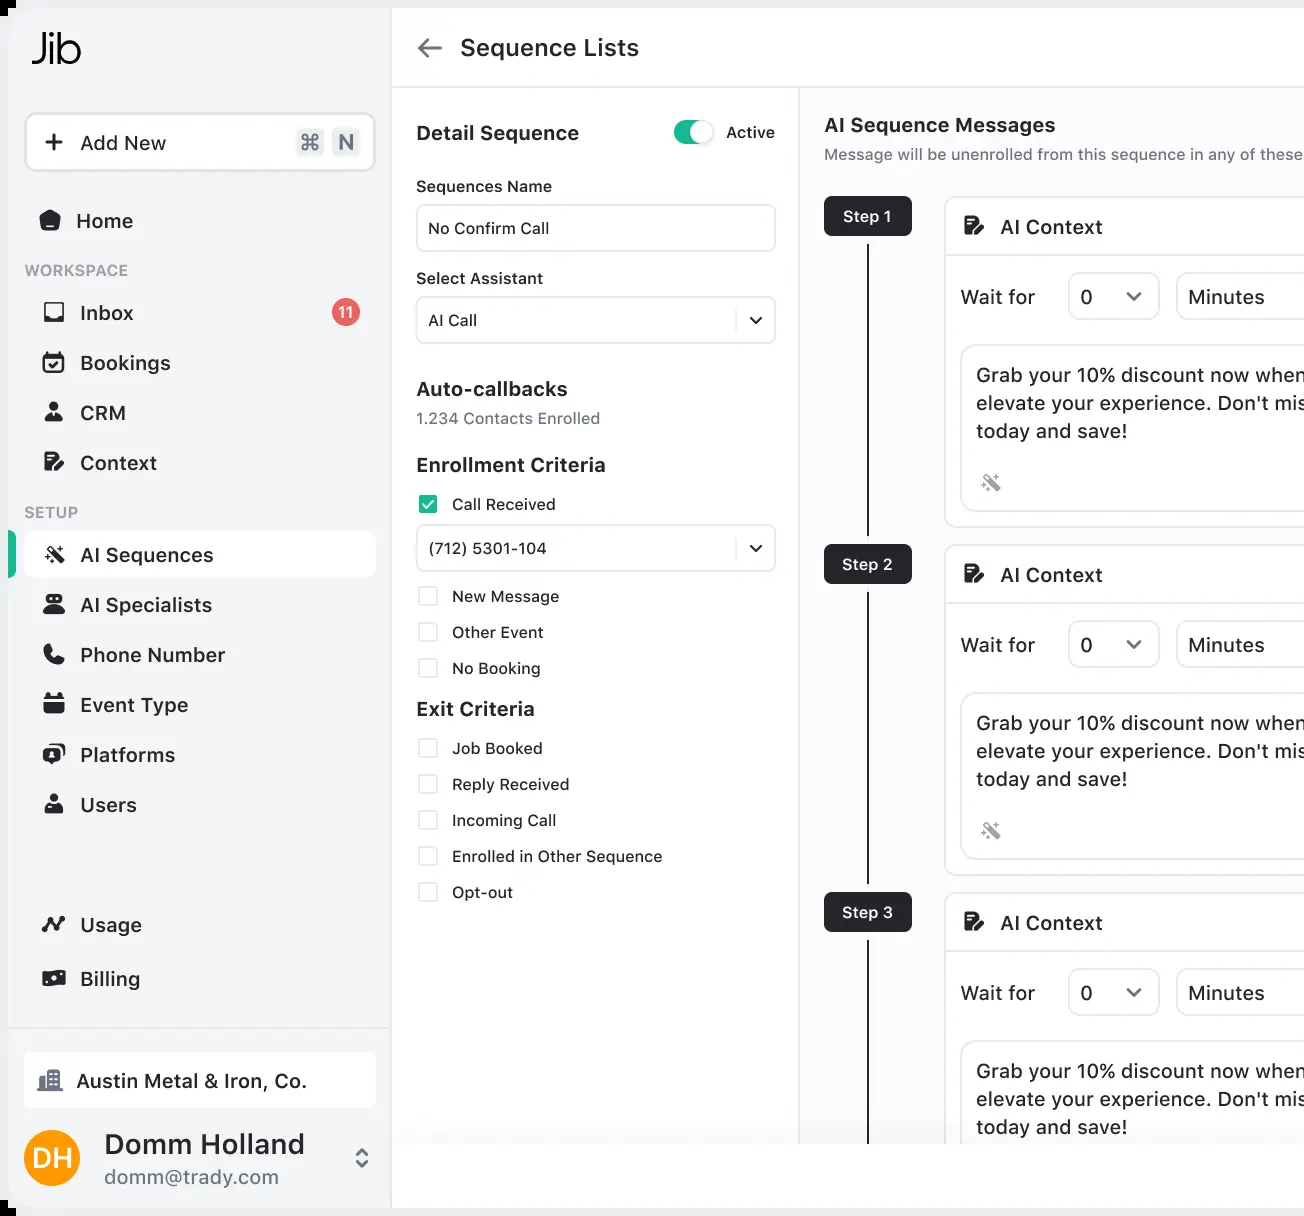 Jib
Add New ⌘ N
Home
WORKSPACE
Inbox 11
Bookings
CRM
Context
SETUP
AI Sequences
AI Specialists
Phone Number
Event Type
Platforms
Users
Usage
Billing
Austin Metal & Iron, Co.
DH
Domm Holland
domm@trady.com
Sequence Lists
Detail Sequence Active
Sequences Name
No Confirm Call
Select Assistant
AI Call
Auto-callbacks
1.234 Contacts Enrolled
Enrollment Criteria
Call Received
(712) 5301-104
New Message
Other Event
No Booking
Exit Criteria
Job Booked
Reply Received
Incoming Call
Enrolled in Other Sequence
Opt-out
AI Sequence Messages
Message will be unenrolled from this sequence in any of these
Step 1
AI Context
Wait for 0 Minutes
Grab your 10% discount now when
elevate your experience. Don't mis
today and save!
Step 2
AI Context
Wait for 0 Minutes
Grab your 10% discount now when
elevate your experience. Don't mis
today and save!
Step 3
AI Context
Wait for 0 Minutes
Grab your 10% discount now when
elevate your experience. Don't mis
today and save!